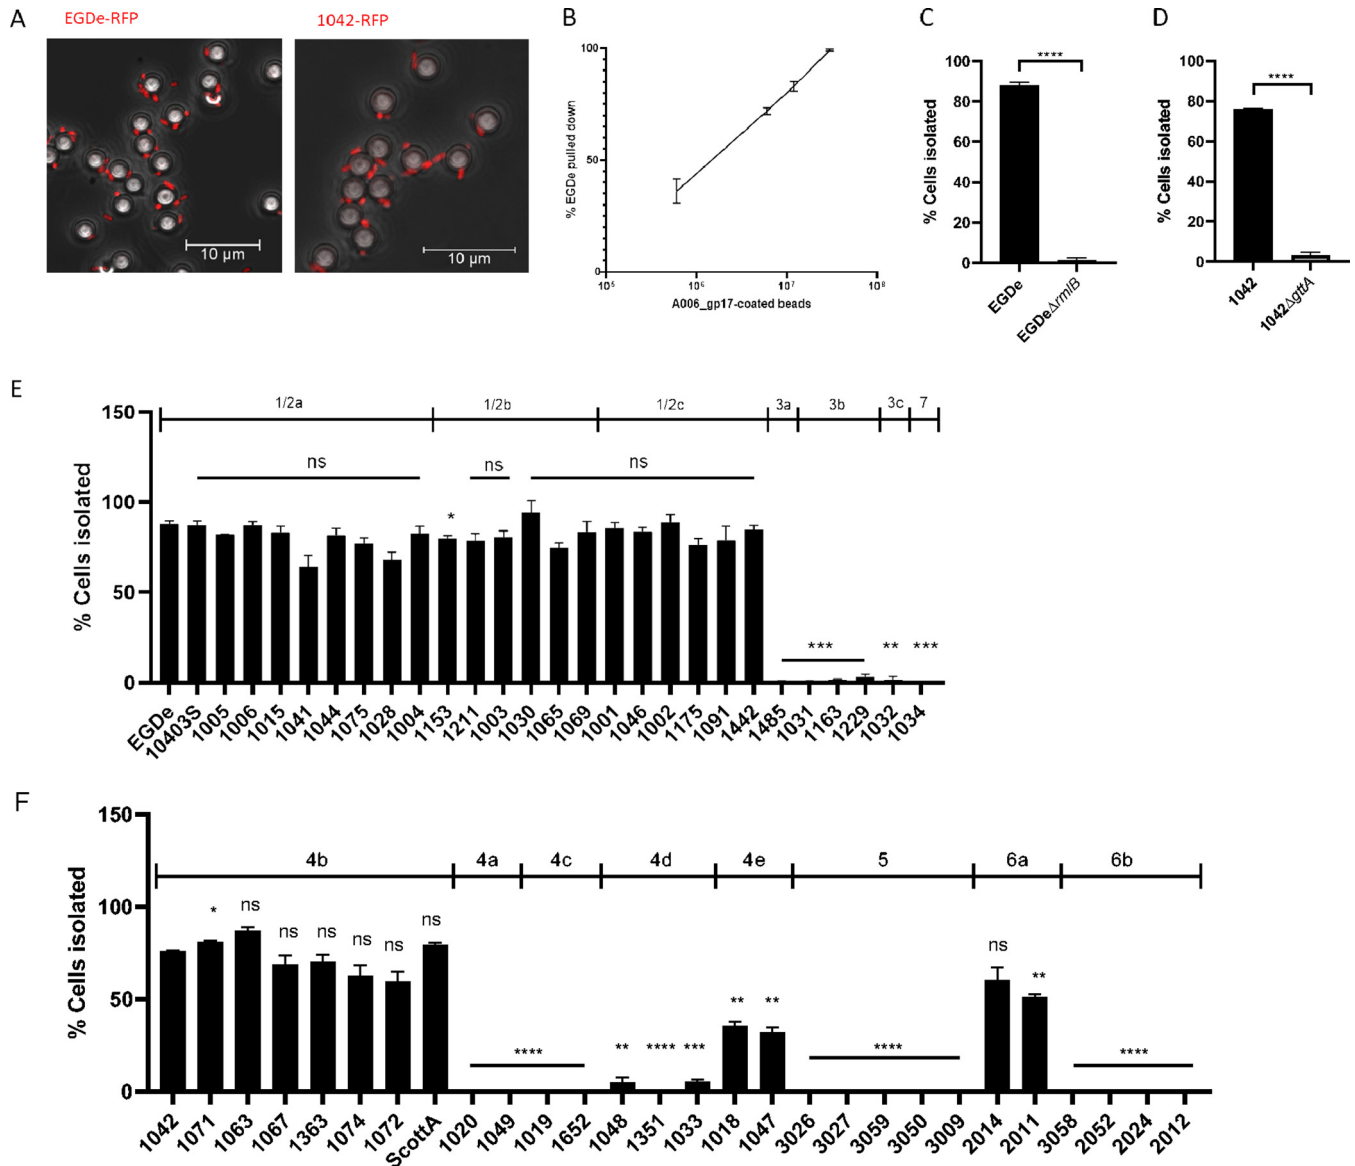 A
EGDe-RFP
1042-RFP
10 µm
10 µm
B
% EGDe pulled down
100
50
0
10⁵
10⁶
10⁷
10⁸
A006_gp17-coated beads
C
% Cells isolated
100
80
60
40
20
0
****
EGDe
EGDeΔrmlB
D
% Cells isolated
100
80
60
40
20
0
****
1042
1042ΔgttA
E
% Cells isolated
150
100
50
0
1/2a 1/2b 1/2c 3a 3b 3c 7
ns ns ns
* *** ** ***
EGDe 10403S 1005 1006 1015 1041 1044 1075 1028 1004 1153 1211 1003 1030 1065 1069 1001 1046 1002 1175 1091 1442 1485 1031 1163 1229 1032 1034
F
% Cells isolated
150
100
50
0
4b 4a 4c 4d 4e 5 6a 6b
* ns ns ns ns ns ns **** ** **** *** ** ** **** ns ** ****
1042 1071 1063 1067 1363 1074 1072 ScottA 1020 1049 1019 1652 1048 1351 1033 1018 1047 3026 3027 3059 3050 3009 2014 2011 3058 2052 2024 2012